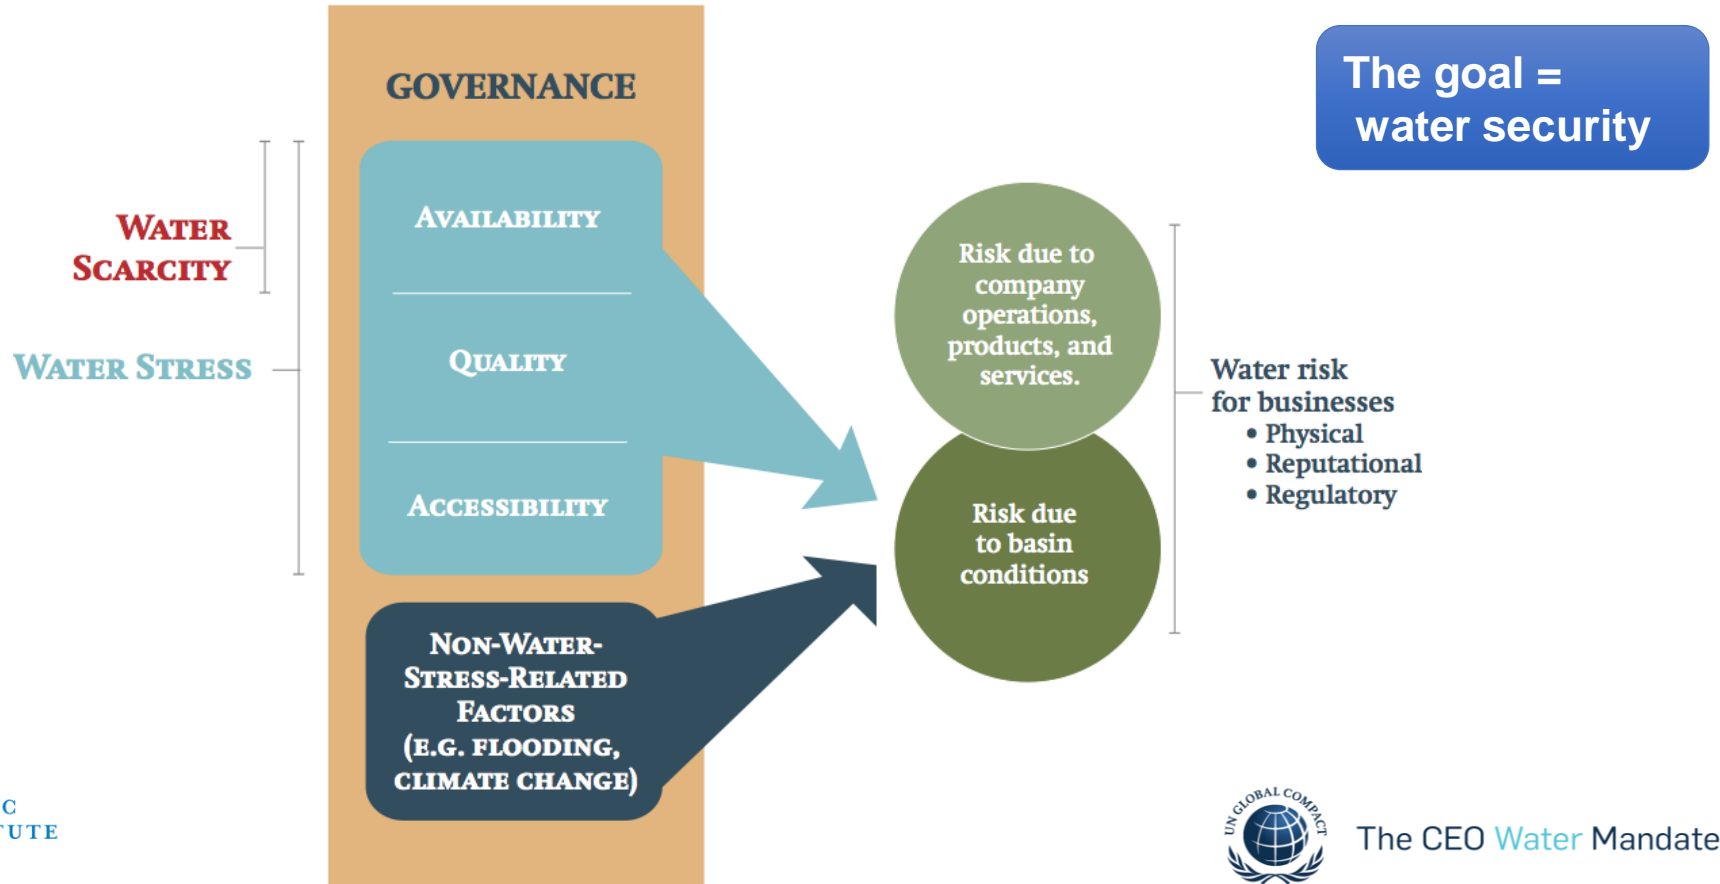 GOVERNANCE
The goal =
water security
AVAILABILITY
WATER
SCARCITY
QUALITY
WATER STRESS
ACCESSIBILITY
NON-WATER-
STRESS-RELATED
FACTORS
(E.G. FLOODING,
CLIMATE CHANGE)
Risk due to
company
operations,
products, and
services.
Risk due
to basin
conditions
Water risk
for businesses
• Physical
• Reputational
• Regulatory
C
TUTE
UN GLOBAL COMPACT
The CEO Water Mandate